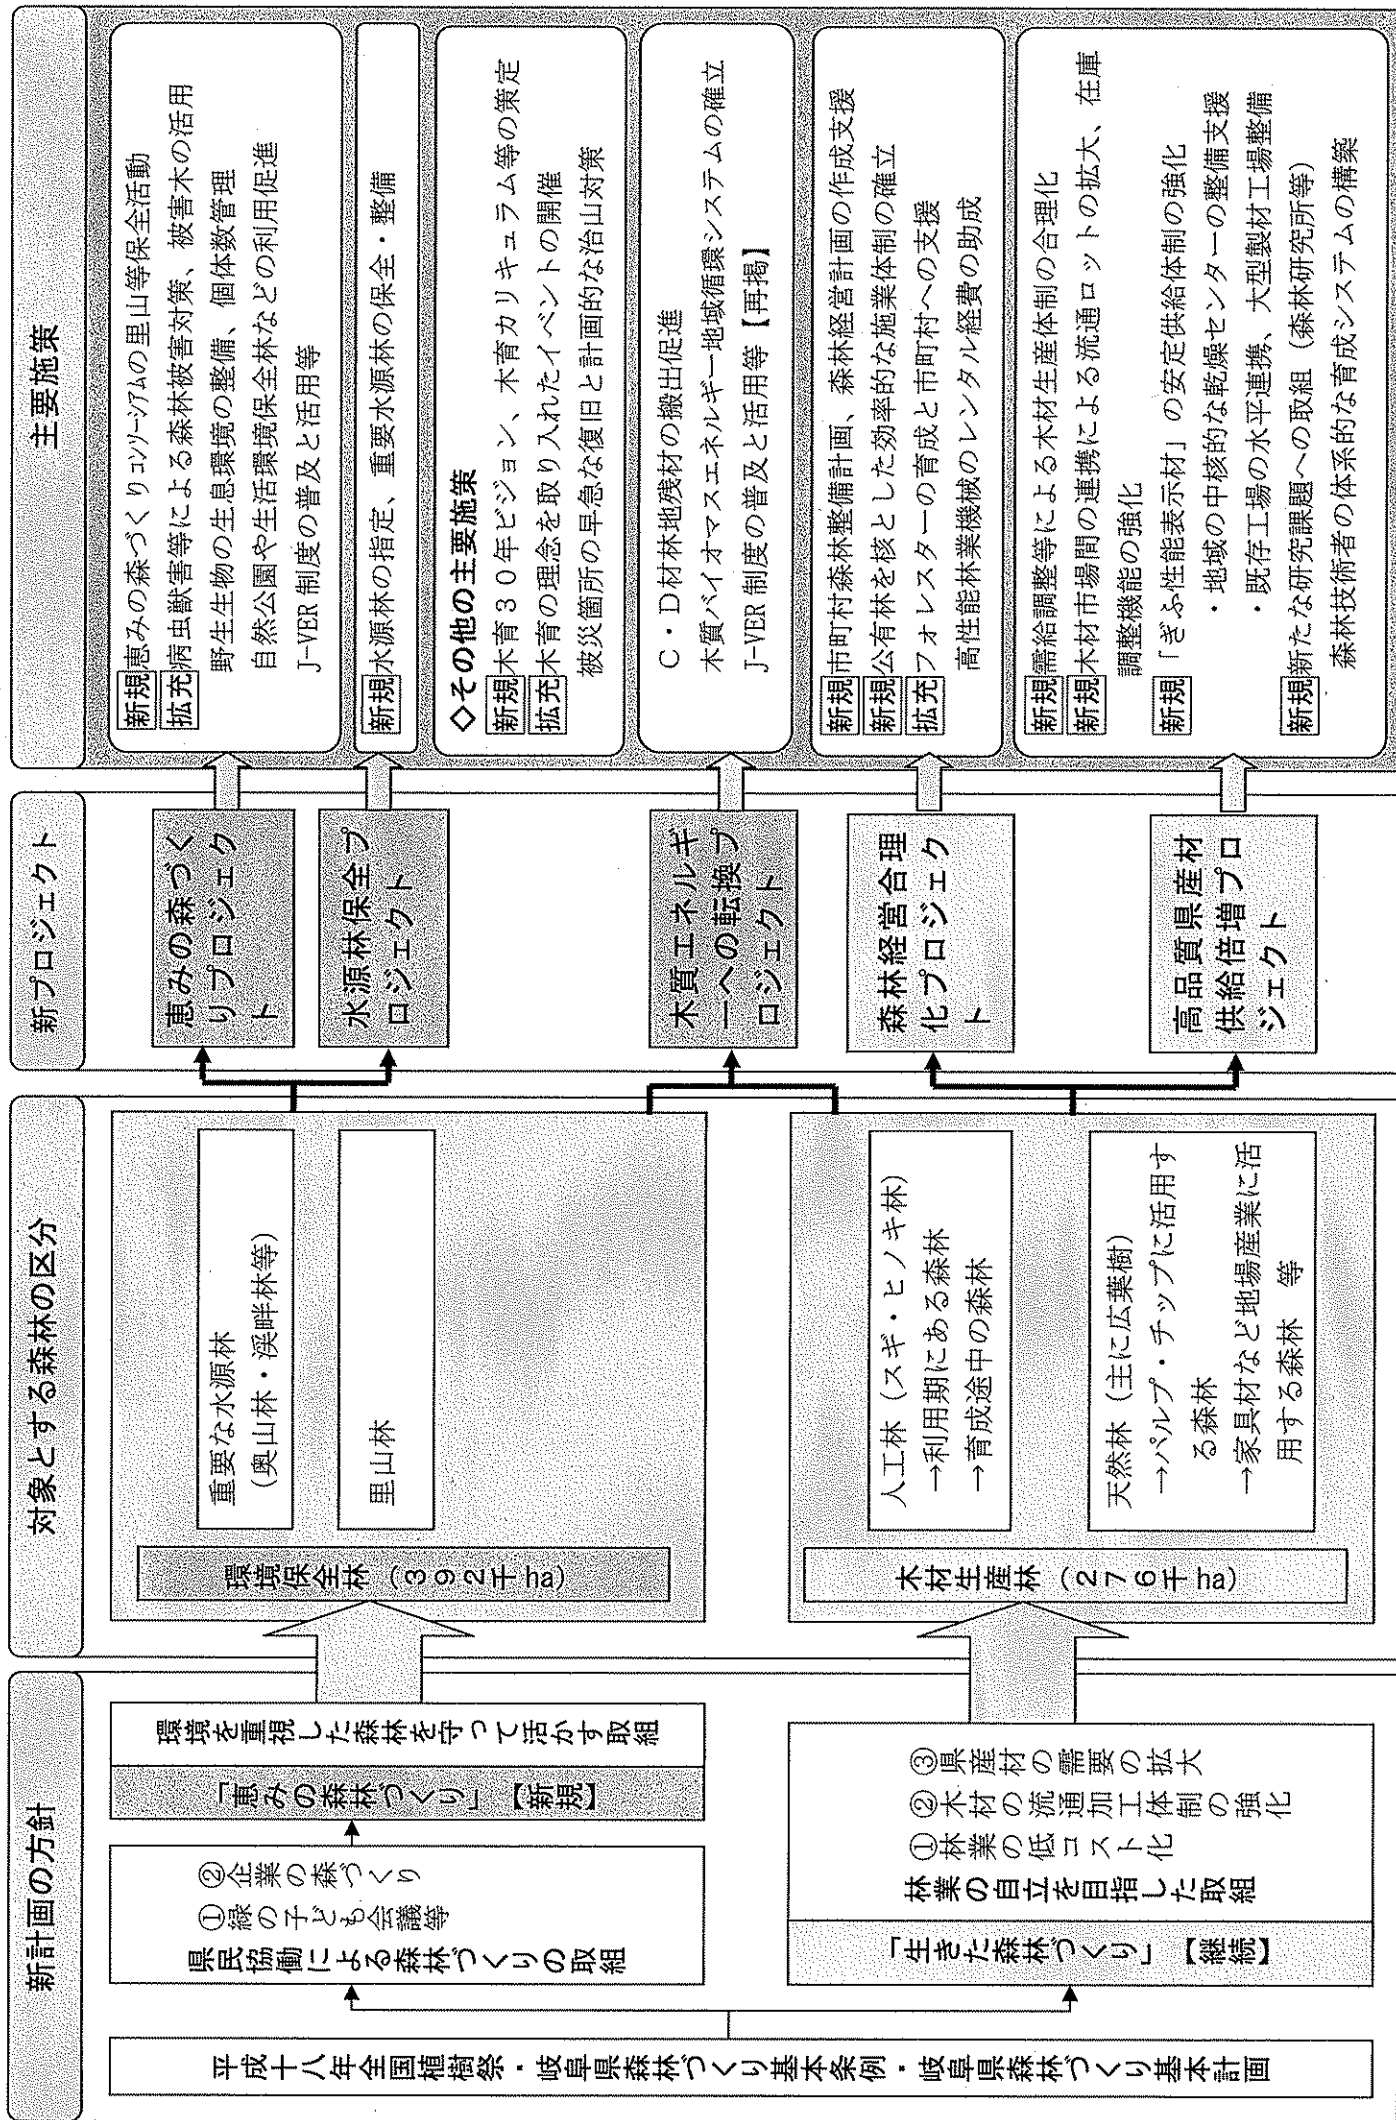 新計画の方針
平成十八年全国植樹祭・岐阜県森林づくり基本条例・岐阜県森林づくり基本計画
県民協働による森林づくりの取組
①緑の子ども会議等
②企業の森づくり
「恵みの森林づくり」【新規】
環境を重視した森林を守って活かす取組
「生きた森林づくり」【継続】
林業の自立を目指した取組
①林業の低コスト化
②木材の流通加工体制の強化
③県産材の需要の拡大
対象とする森林の区分
環境保全林(392千ha)
重要な水源林
(奥山林・渓畔林等)
里山林
木材生産林(276千ha)
人工林(スギ・ヒノキ林)
→利用期にある森林
→育成途中の森林
天然林(主に広葉樹)
→パルプ・チップに活用す
る森林
→家具材など地場産業に活
用する森林 等
新プロジェクト
恵みの森づく
りプロジェク
ト
水源林保全プ
ロジェクト
木質エネルギ
ーへの転換プ
ロジェクト
森林経営合理
化プロジェク
ト
高品質県産材
供給倍増プロ
ジェクト
主要施策
新規恵みの森づくりコンソーシアムの里山等保全活動
拡充病虫獣害等による森林被害対策、被害木の活用
野生生物の生息環境の整備、個体数管理
自然公園や生活環境保全林などの利用促進
J-VER制度の普及と活用等
新規水源林の指定、重要水源林の保全・整備
◇その他の主要施策
新規木育30年ビジョン、木育カリキュラム等の策定
拡充木育の理念を取り入れたイベントの開催
被災箇所の早急な復旧と計画的な治山対策
C・D材林地残材の搬出促進
木質バイオマスエネルギー地域循環システムの確立
J-VER制度の普及と活用等【再掲】
新規市町村森林整備計画、森林経営計画の作成支援
新規公有林を核とした効率的な施業体制の確立
拡充フォレスターの育成と市町村への支援
高性能林業機械のレンタル経費の助成
新規需給調整等による木材生産体制の合理化
新規木材市場間の連携による流通ロットの拡大、在庫
調整機能の強化
新規「ぎふ性能表示材」の安定供給体制の強化
・地域の中核的な乾燥センターの整備支援
・既存工場の水平連携、大型製材工場整備
新規新たな研究課題への取組(森林研究所等)
森林技術者の体系的な育成システムの構築